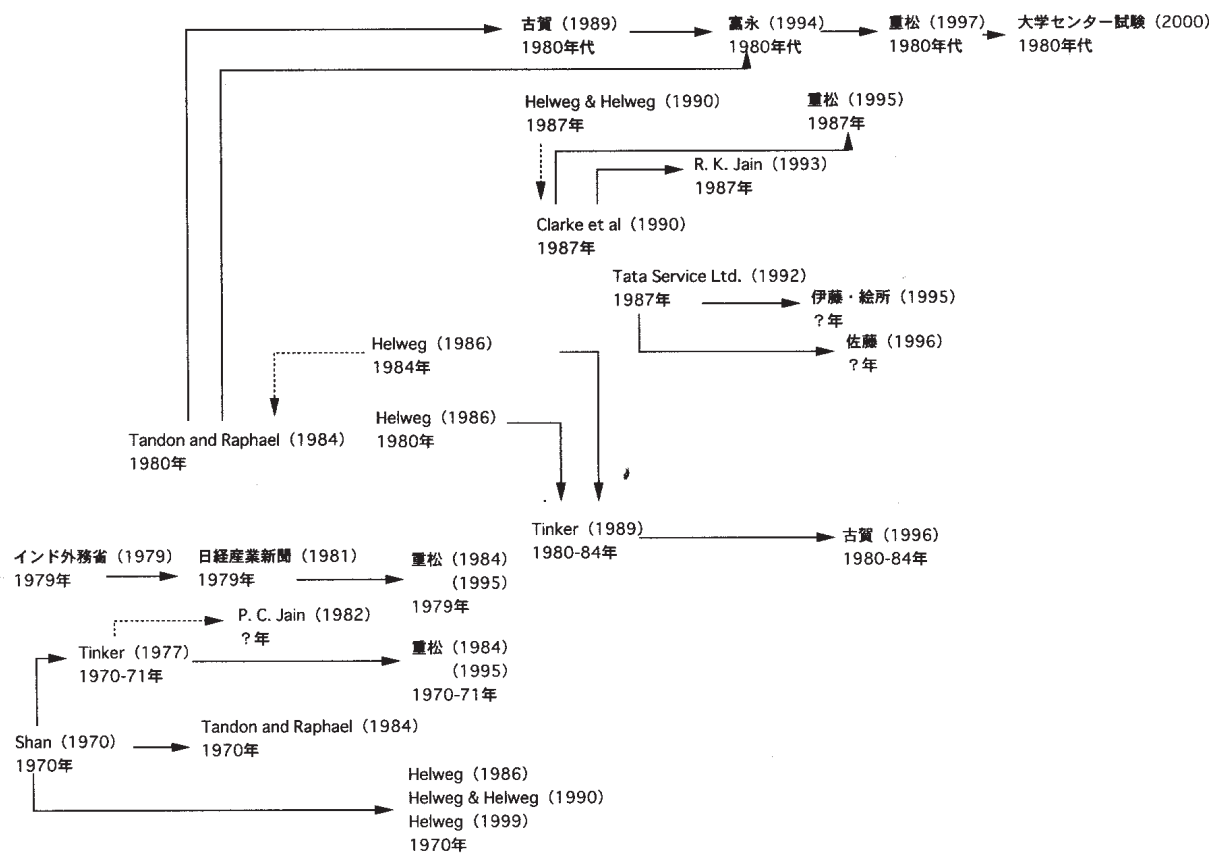 古賀（1989）
1980年代
富永（1994）
1980年代
重松（1997）
1980年代
大学センター試験（2000）
1980年代
Helweg & Helweg（1990）
1987年
重松（1995）
1987年
R. K. Jain（1993）
1987年
Clarke et al（1990）
1987年
Tata Service Ltd.（1992）
1987年
伊藤・絵所（1995）
？年
佐藤（1996）
？年
Helweg（1986）
1984年
Helweg（1986）
1980年
Tandon and Raphael（1984）
1980年
Tinker（1989）
1980-84年
古賀（1996）
1980-84年
インド外務省（1979）
1979年
日経産業新聞（1981）
1979年
重松（1984）
（1995）
1979年
P. C. Jain（1982）
？年
Tinker（1977）
1970-71年
重松（1984）
（1995）
1970-71年
Shan（1970）
1970年
Tandon and Raphael（1984）
1970年
Helweg（1986）
Helweg & Helweg（1990）
Helweg（1999）
1970年